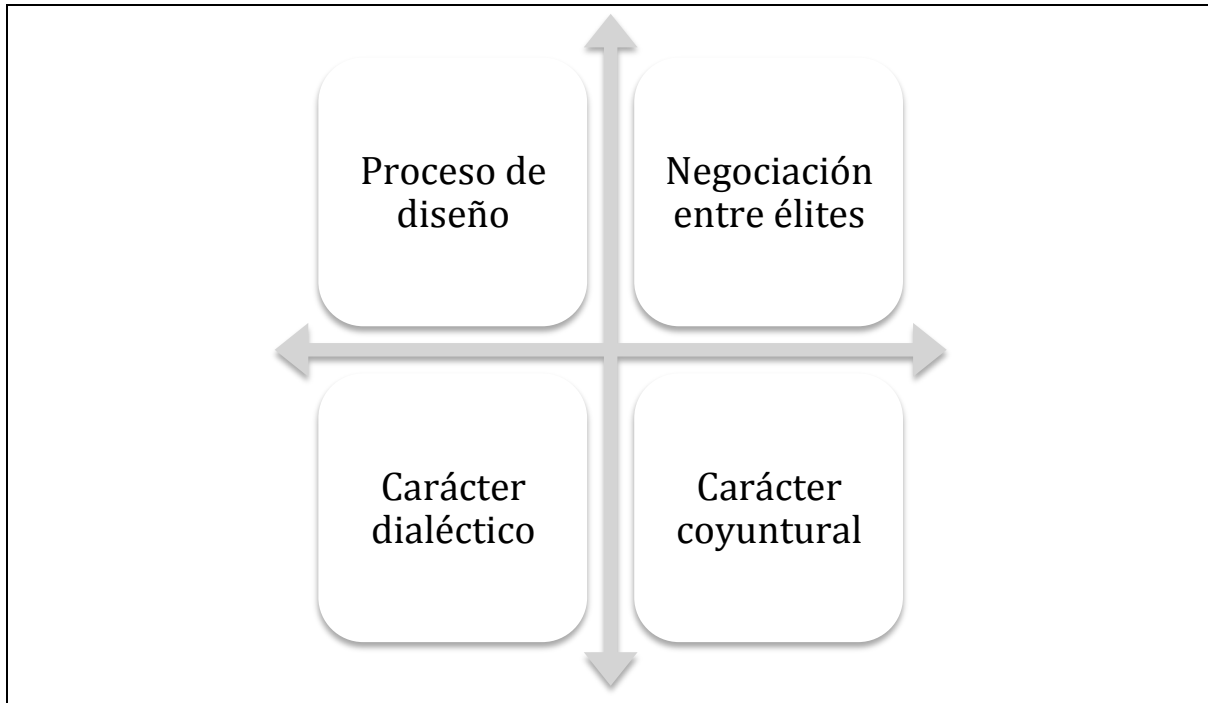 Proceso de
diseño
Negociación
entre élites
Carácter
dialéctico
Carácter
coyuntural